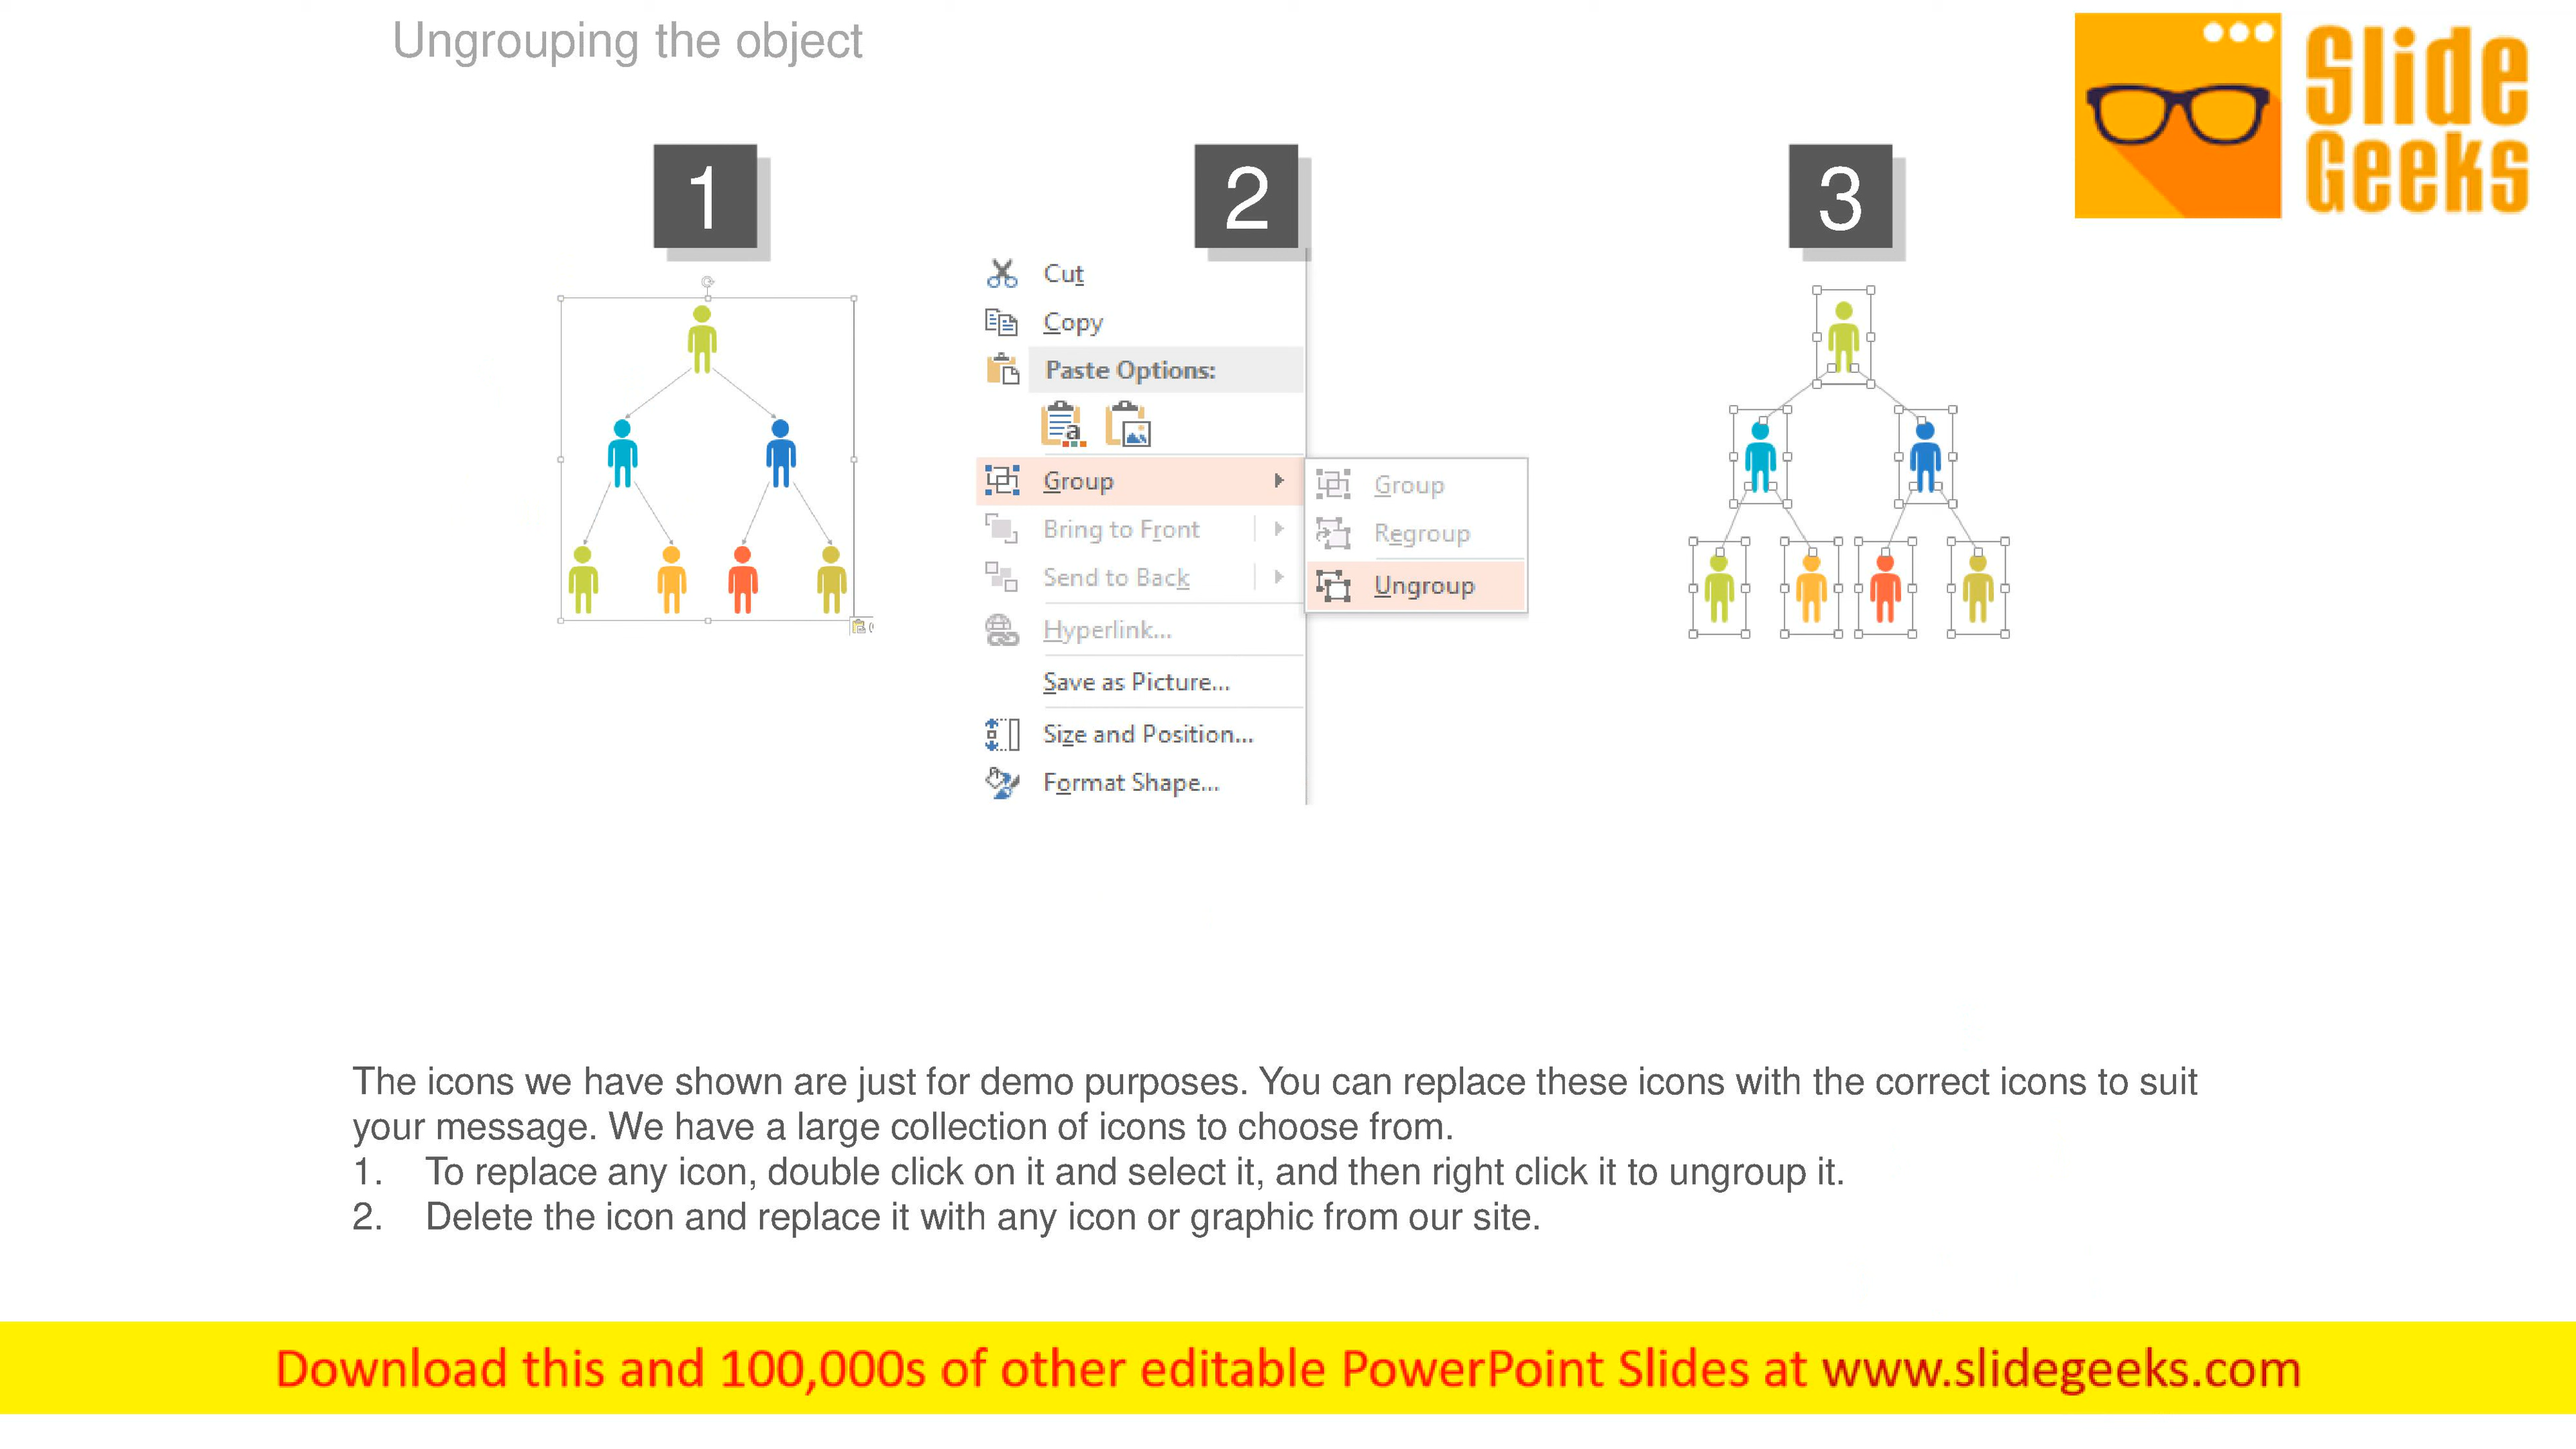 Ungrouping the object
Slide
Geeks
1
2
3
Cut
Copy
Paste Options:
Group
Bring to Front
Send to Back
Hyperlink...
Save as Picture...
Size and Position...
Format Shape...
Group
Regroup
Ungroup
The icons we have shown are just for demo purposes. You can replace these icons with the correct icons to suit
your message. We have a large collection of icons to choose from.
1. To replace any icon, double click on it and select it, and then right click it to ungroup it.
2. Delete the icon and replace it with any icon or graphic from our site.
Download this and 100,000s of other editable PowerPoint Slides at www.slidegeeks.com